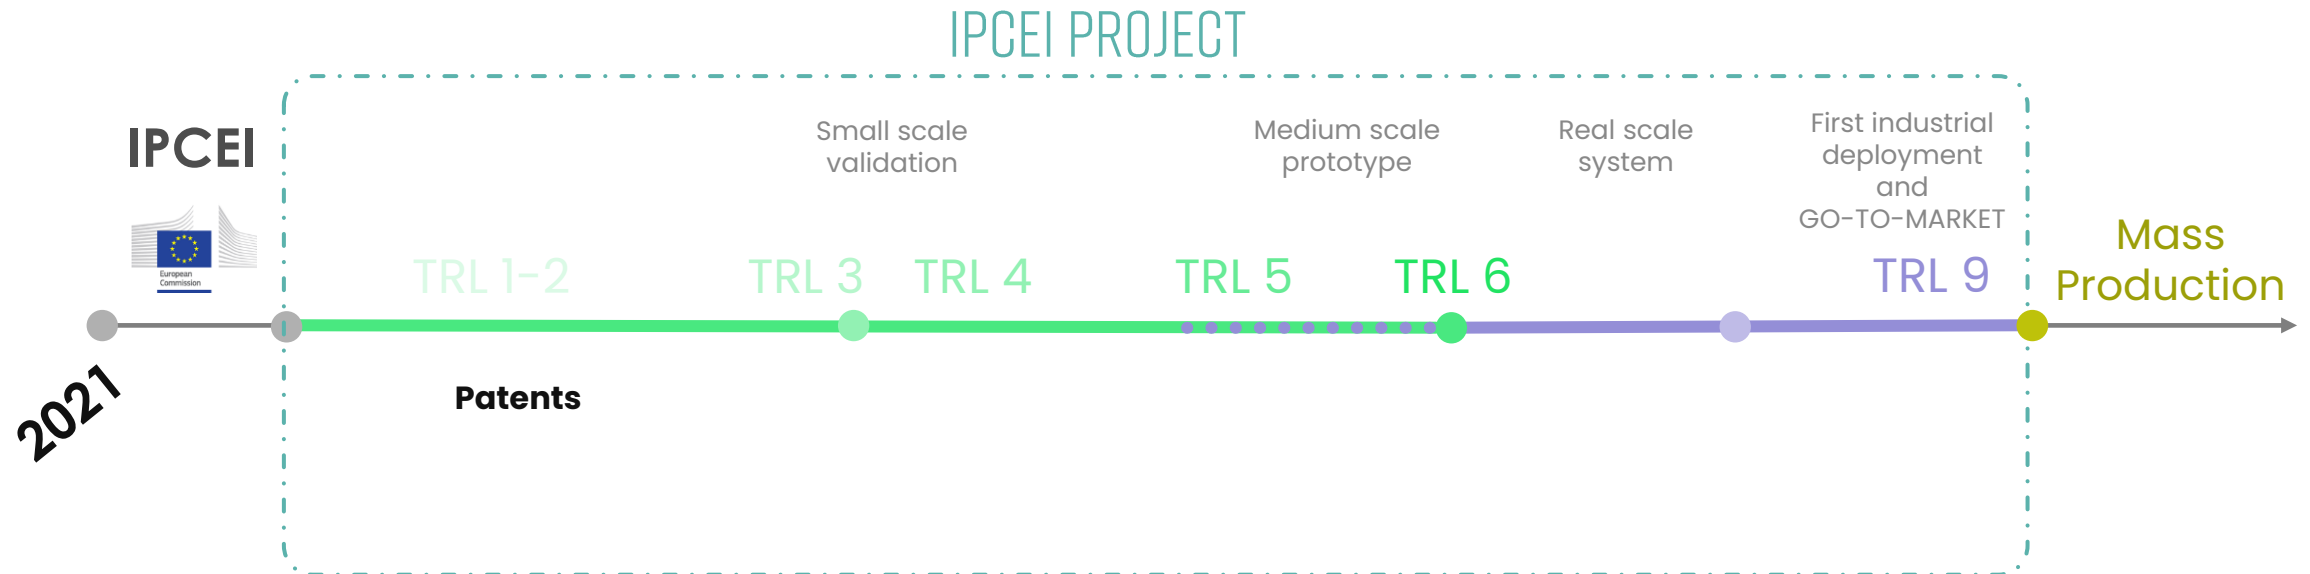 IPCEI PROJECT
IPCEI
European
Commission
2021
Small scale
validation
Medium scale
prototype
Real scale
system
First industrial
deployment
and
GO-TO-MARKET
TRL 1-2
TRL 3
TRL 4
TRL 5
TRL 6
TRL 9
Mass
Production
Patents